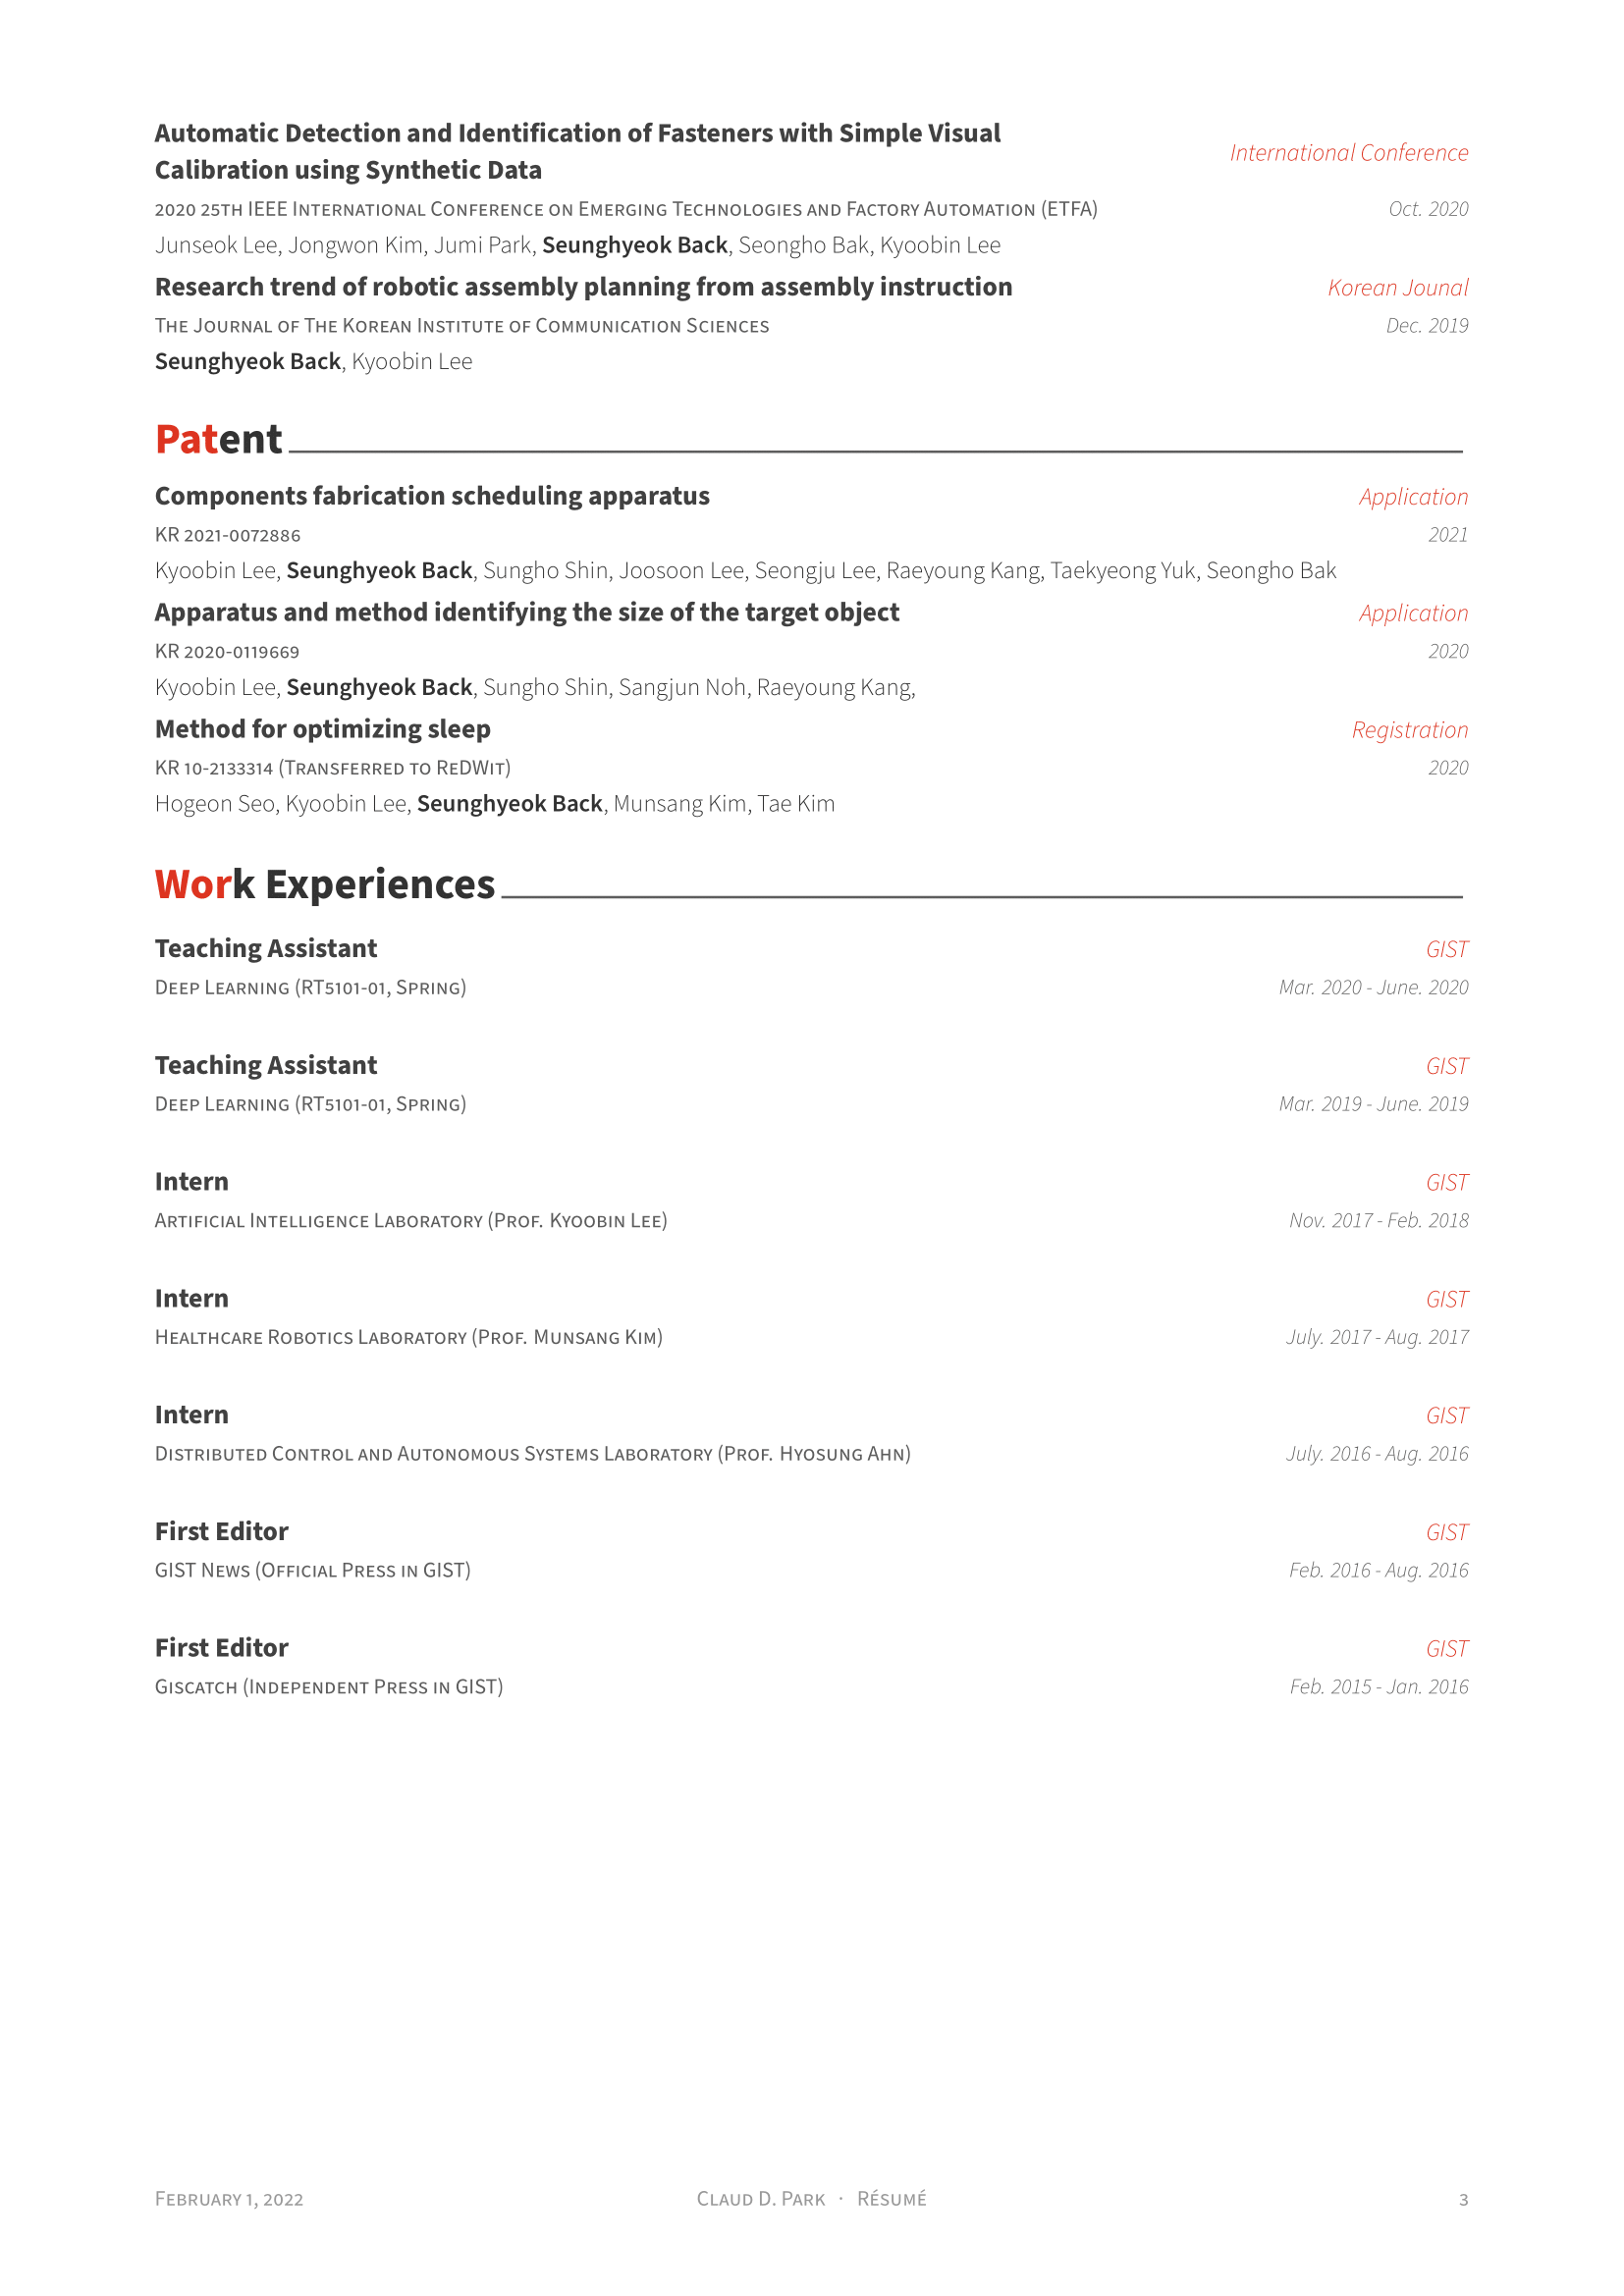 Automatic Detection and Identification of Fasteners with Simple Visual
Calibration using Synthetic Data
International Conference
2020 25th IEEE International Conference on Emerging Technologies and Factory Automation (ETFA)
Oct. 2020
Junseok Lee, Jongwon Kim, Jumi Park, Seunghyeok Back, Seongho Bak, Kyoobin Lee
Research trend of robotic assembly planning from assembly instruction
Korean Jounal
The Journal of The Korean Institute of Communication Sciences
Dec. 2019
Seunghyeok Back, Kyoobin Lee
Patent
Components fabrication scheduling apparatus
Application
KR 2021-0072886
2021
Kyoobin Lee, Seunghyeok Back, Sungho Shin, Joosoon Lee, Seongju Lee, Raeyoung Kang, Taekyeong Yuk, Seongho Bak
Apparatus and method identifying the size of the target object
Application
KR 2020-0119669
2020
Kyoobin Lee, Seunghyeok Back, Sungho Shin, Sangjun Noh, Raeyoung Kang,
Method for optimizing sleep
Registration
KR 10-2133314 (Transferred to ReDWit)
2020
Hogeon Seo, Kyoobin Lee, Seunghyeok Back, Munsang Kim, Tae Kim
Work Experiences
Teaching Assistant
GIST
Deep Learning (RT5101-01, Spring)
Mar. 2020 - June. 2020
Teaching Assistant
GIST
Deep Learning (RT5101-01, Spring)
Mar. 2019 - June. 2019
Intern
GIST
Artificial Intelligence Laboratory (Prof. Kyoobin Lee)
Nov. 2017 - Feb. 2018
Intern
GIST
Healthcare Robotics Laboratory (Prof. Munsang Kim)
July. 2017 - Aug. 2017
Intern
GIST
Distributed Control and Autonomous Systems Laboratory (Prof. Hyosung Ahn)
July. 2016 - Aug. 2016
First Editor
GIST
GIST News (Official Press in GIST)
Feb. 2016 - Aug. 2016
First Editor
GIST
Giscatch (Independent Press in GIST)
Feb. 2015 - Jan. 2016
February 1, 2022
Claud D. Park · Résumé
3